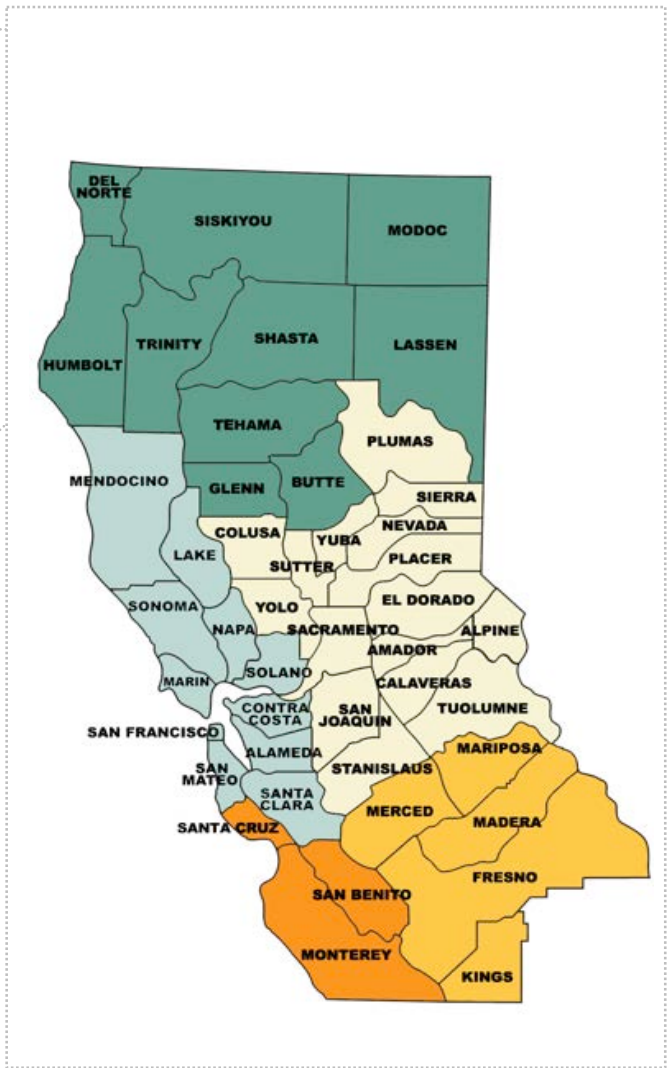 DEL
NORTE
SISKIYOU
MODOC
HUMBOLT
TRINITY
SHASTA
LASSEN
TEHAMA
PLUMAS
MENDOCINO
GLENN
BUTTE
SIERRA
COLUSA
YUBA
NEVADA
LAKE
SUTTER
PLACER
SONOMA
YOLO
EL DORADO
NAPA
SACRAMENTO
ALPINE
AMADOR
SOLANO
MARIN
CALAVERAS
CONTRA
COSTA
SAN
JOAQUIN
TUOLUMNE
SAN FRANCISCO
ALAMEDA
MARIPOSA
SAN
MATEO
STANISLAUS
SANTA
CLARA
MERCED
SANTA CRUZ
MADERA
FRESNO
SAN BENITO
MONTEREY
KINGS